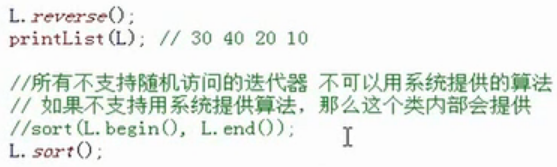 L.reverse();
printList(L); // 30 40 20 10
//所有不支持随机访问的迭代器 不可以用系统提供的算法
// 如果不支持用系统提供算法，那么这个类内部会提供
//sort(L.begin(), L.end());
L.sort();